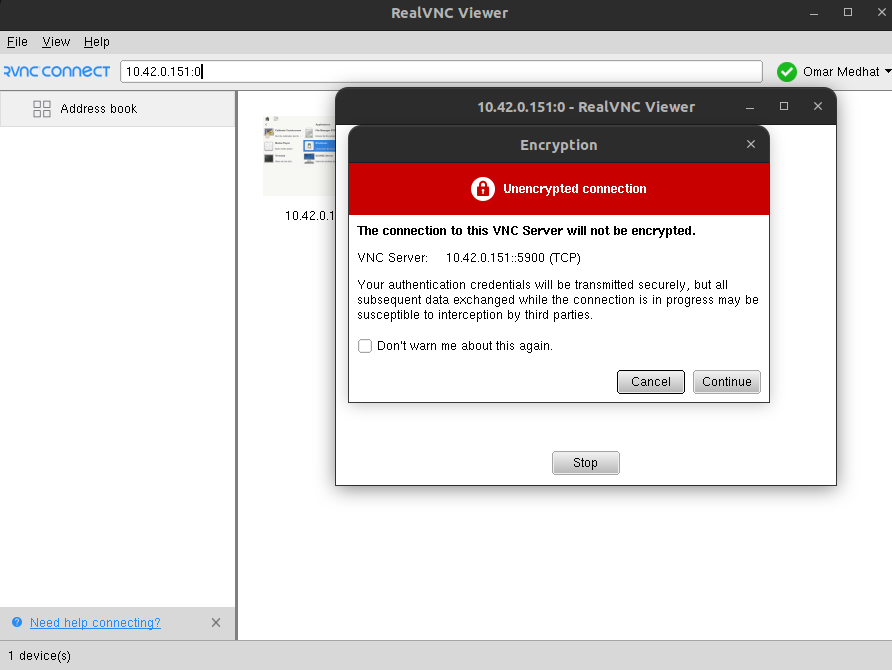 RealVNC Viewer
File View Help
RVNC CONNECT 10.42.0.151:0 Omar Medhat
Address book
10.42.0.1
10.42.0.151:0 - RealVNC Viewer
Encryption
Unencrypted connection
The connection to this VNC Server will not be encrypted.
VNC Server: 10.42.0.151::5900 (TCP)
Your authentication credentials will be transmitted securely, but all
subsequent data exchanged while the connection is in progress may be
susceptible to interception by third parties.
Don't warn me about this again.
Cancel Continue
Stop
Need help connecting?
1 device(s)